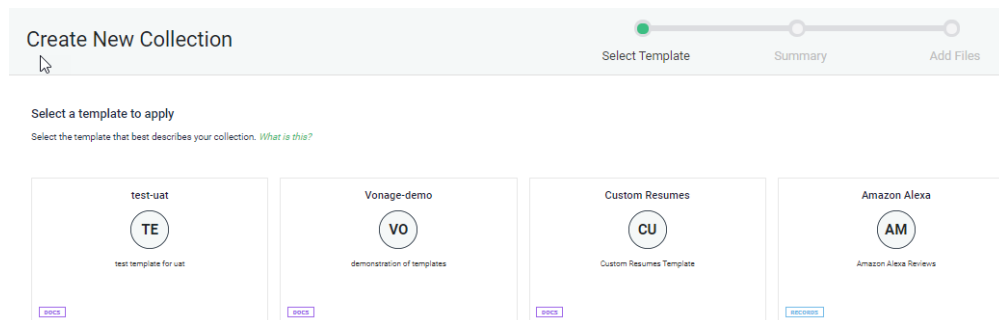 Create New Collection
Select Template
Summary
Add Files
Select a template to apply
Select the template that best describes your collection. What is this?
test-uat
TE
test template for uat
DOCS
Vonage-demo
VO
demonstration of templates
DOCS
Custom Resumes
CU
Custom Resumes Template
DOCS
Amazon Alexa
AM
Amazon Alexa Reviews
RECORDS